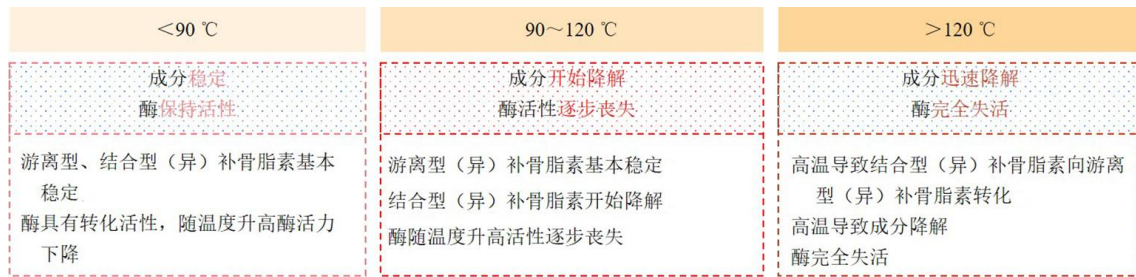 ＜90 ℃
成分稳定
酶保持活性
游离型、结合型（异）补骨脂素基本
稳定
酶具有转化活性，随温度升高酶活力
下降
90～120 ℃
成分开始降解
酶活性逐步丧失
游离型（异）补骨脂素基本稳定
结合型（异）补骨脂素开始降解
酶随温度升高活性逐步丧失
＞120 ℃
成分迅速降解
酶完全失活
高温导致结合型（异）补骨脂素向游离
型（异）补骨脂素转化
高温导致成分降解
酶完全失活